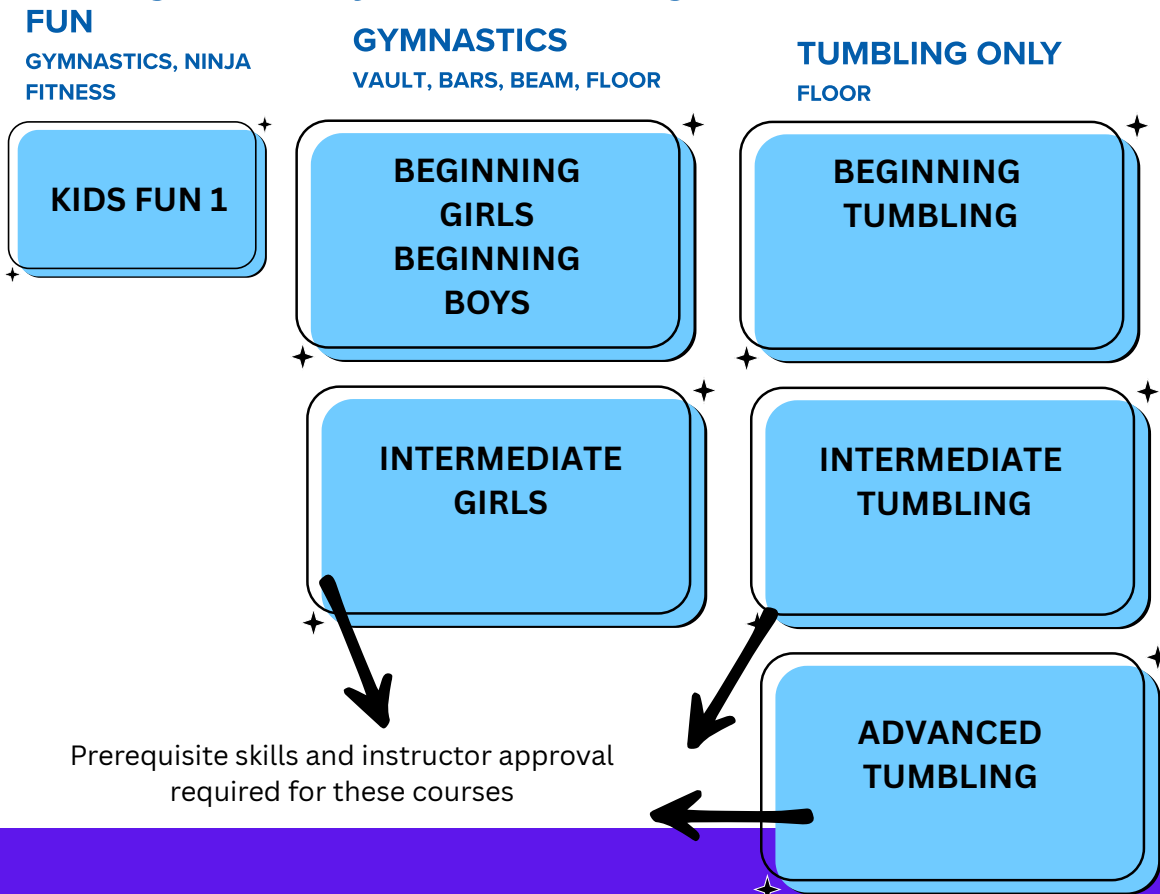 FUN
GYMNASTICS, NINJA
FITNESS
KIDS FUN 1
GYMNASTICS
VAULT, BARS, BEAM, FLOOR
BEGINNING
GIRLS
BEGINNING
BOYS
INTERMEDIATE
GIRLS
TUMBLING ONLY
FLOOR
BEGINNING
TUMBLING
INTERMEDIATE
TUMBLING
ADVANCED
TUMBLING
Prerequisite skills and instructor approval
required for these courses